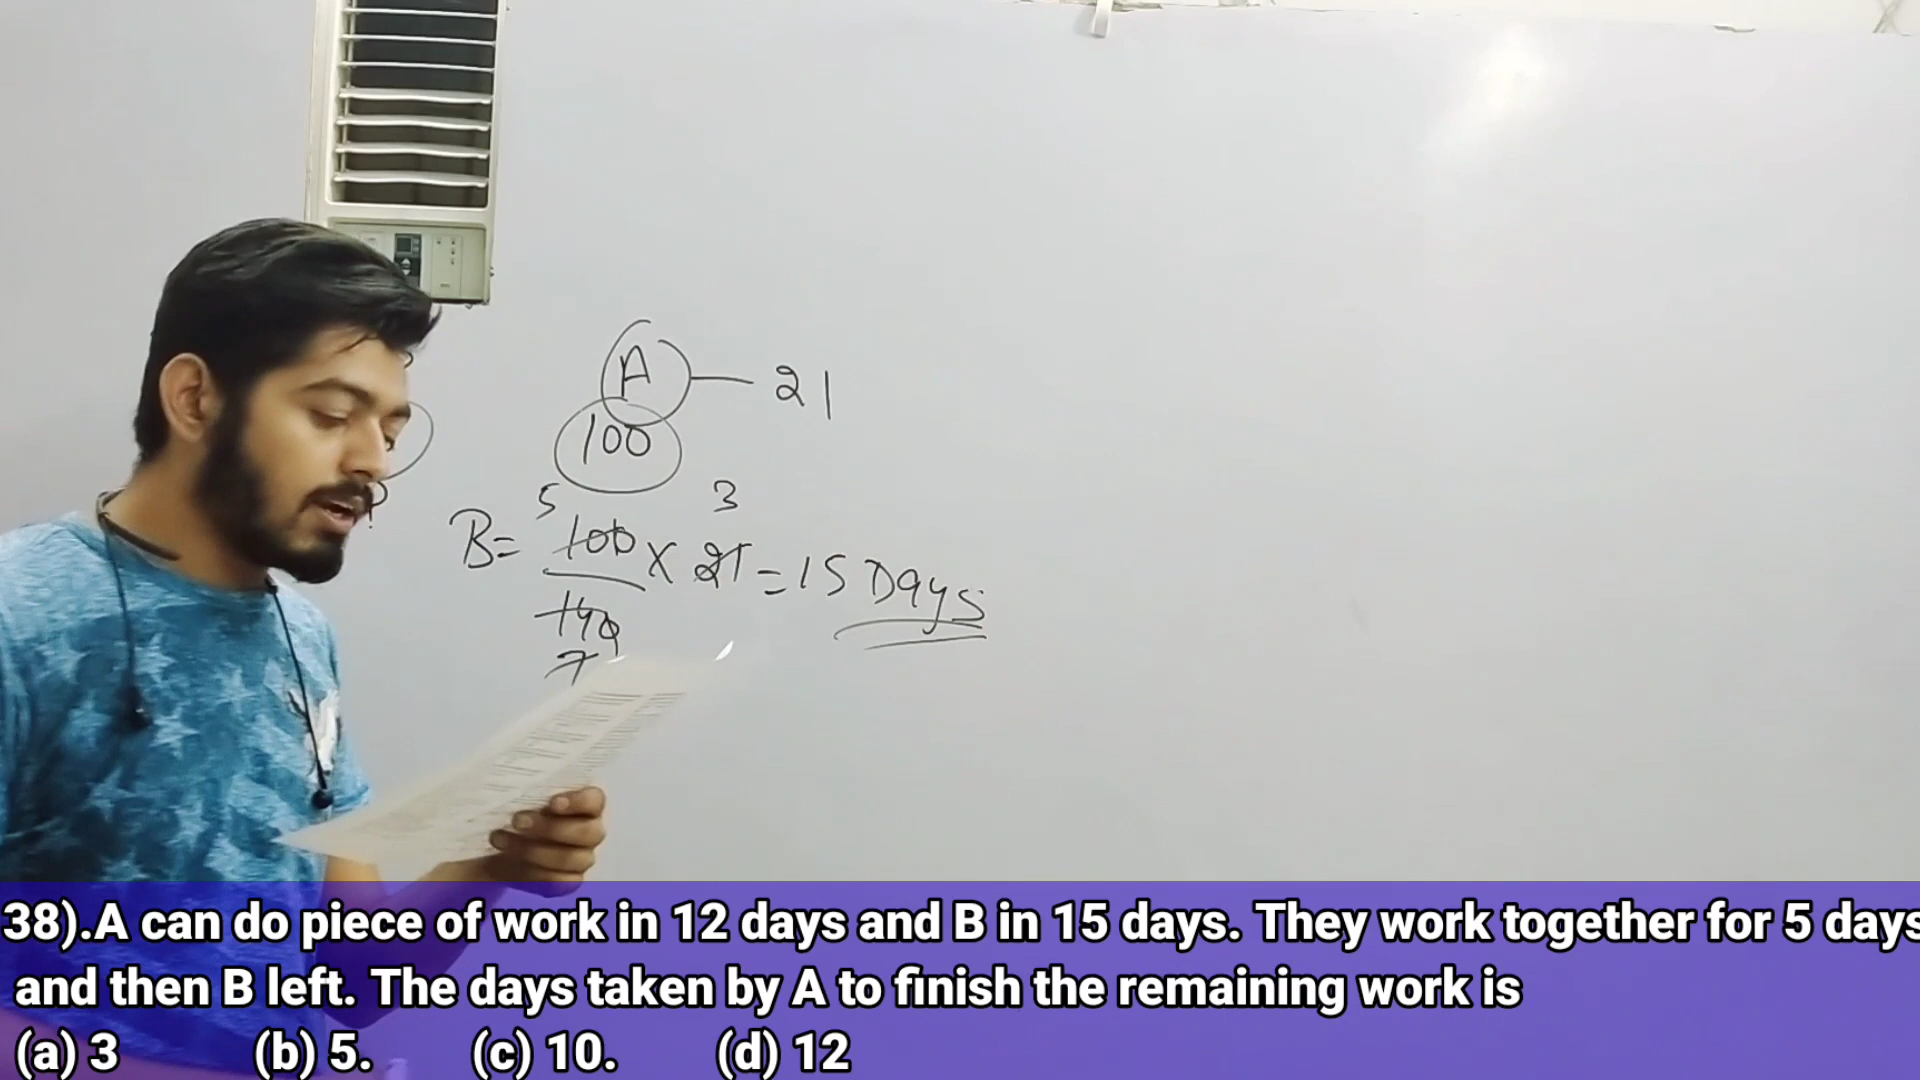 A — 21
100
5 3
B = 100 X 21 = 15 Days
140
7
38).A can do piece of work in 12 days and B in 15 days. They work together for 5 days
and then B left. The days taken by A to finish the remaining work is
(a) 3 (b) 5. (c) 10. (d) 12